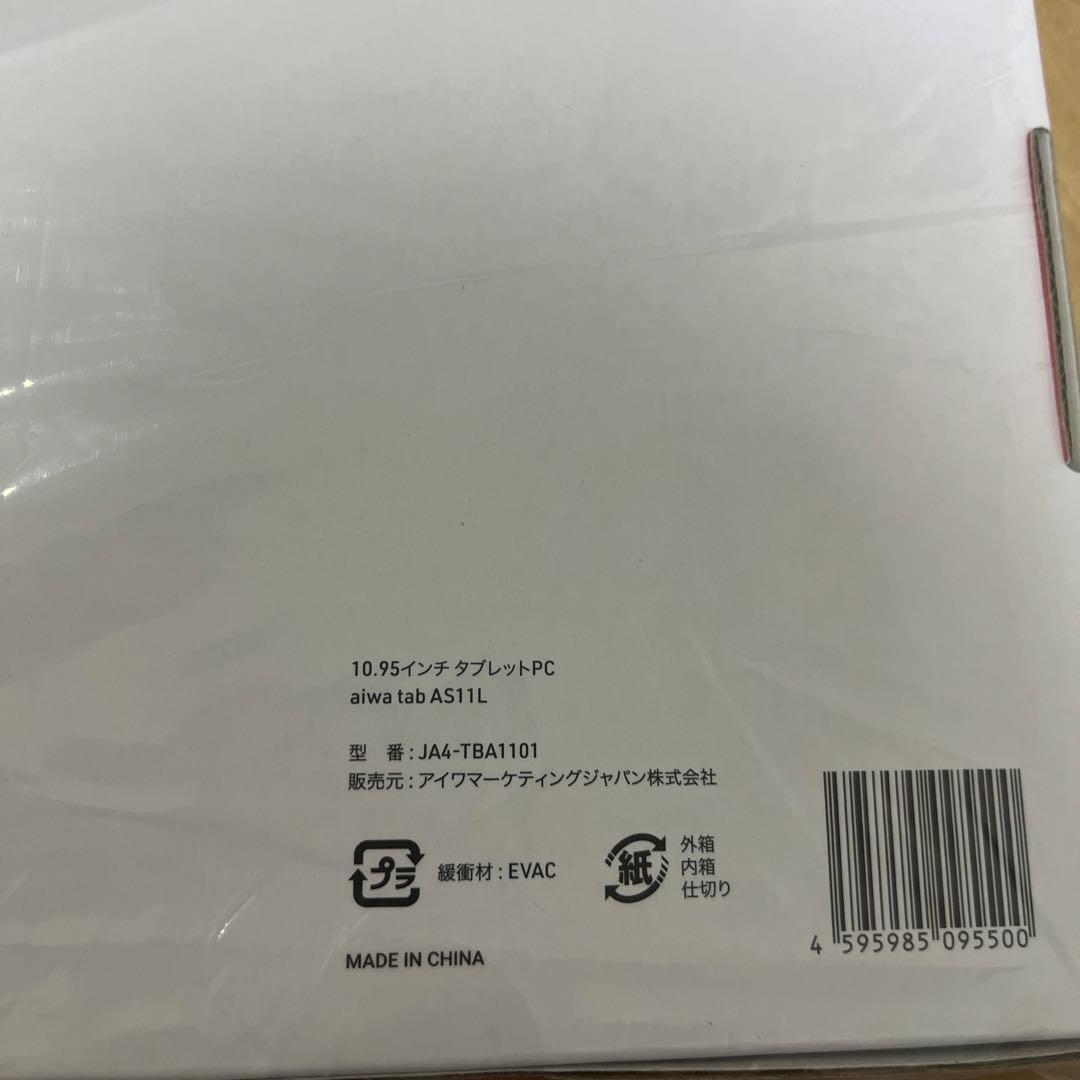 10.95インチ タブレットPC
aiwa tab AS11L
型　番 : JA4-TBA1101
販売元 : アイワマーケティングジャパン株式会社
プラ
緩衝材 : EVAC
紙
外箱
内箱
仕切り
MADE IN CHINA
4 595985 095500